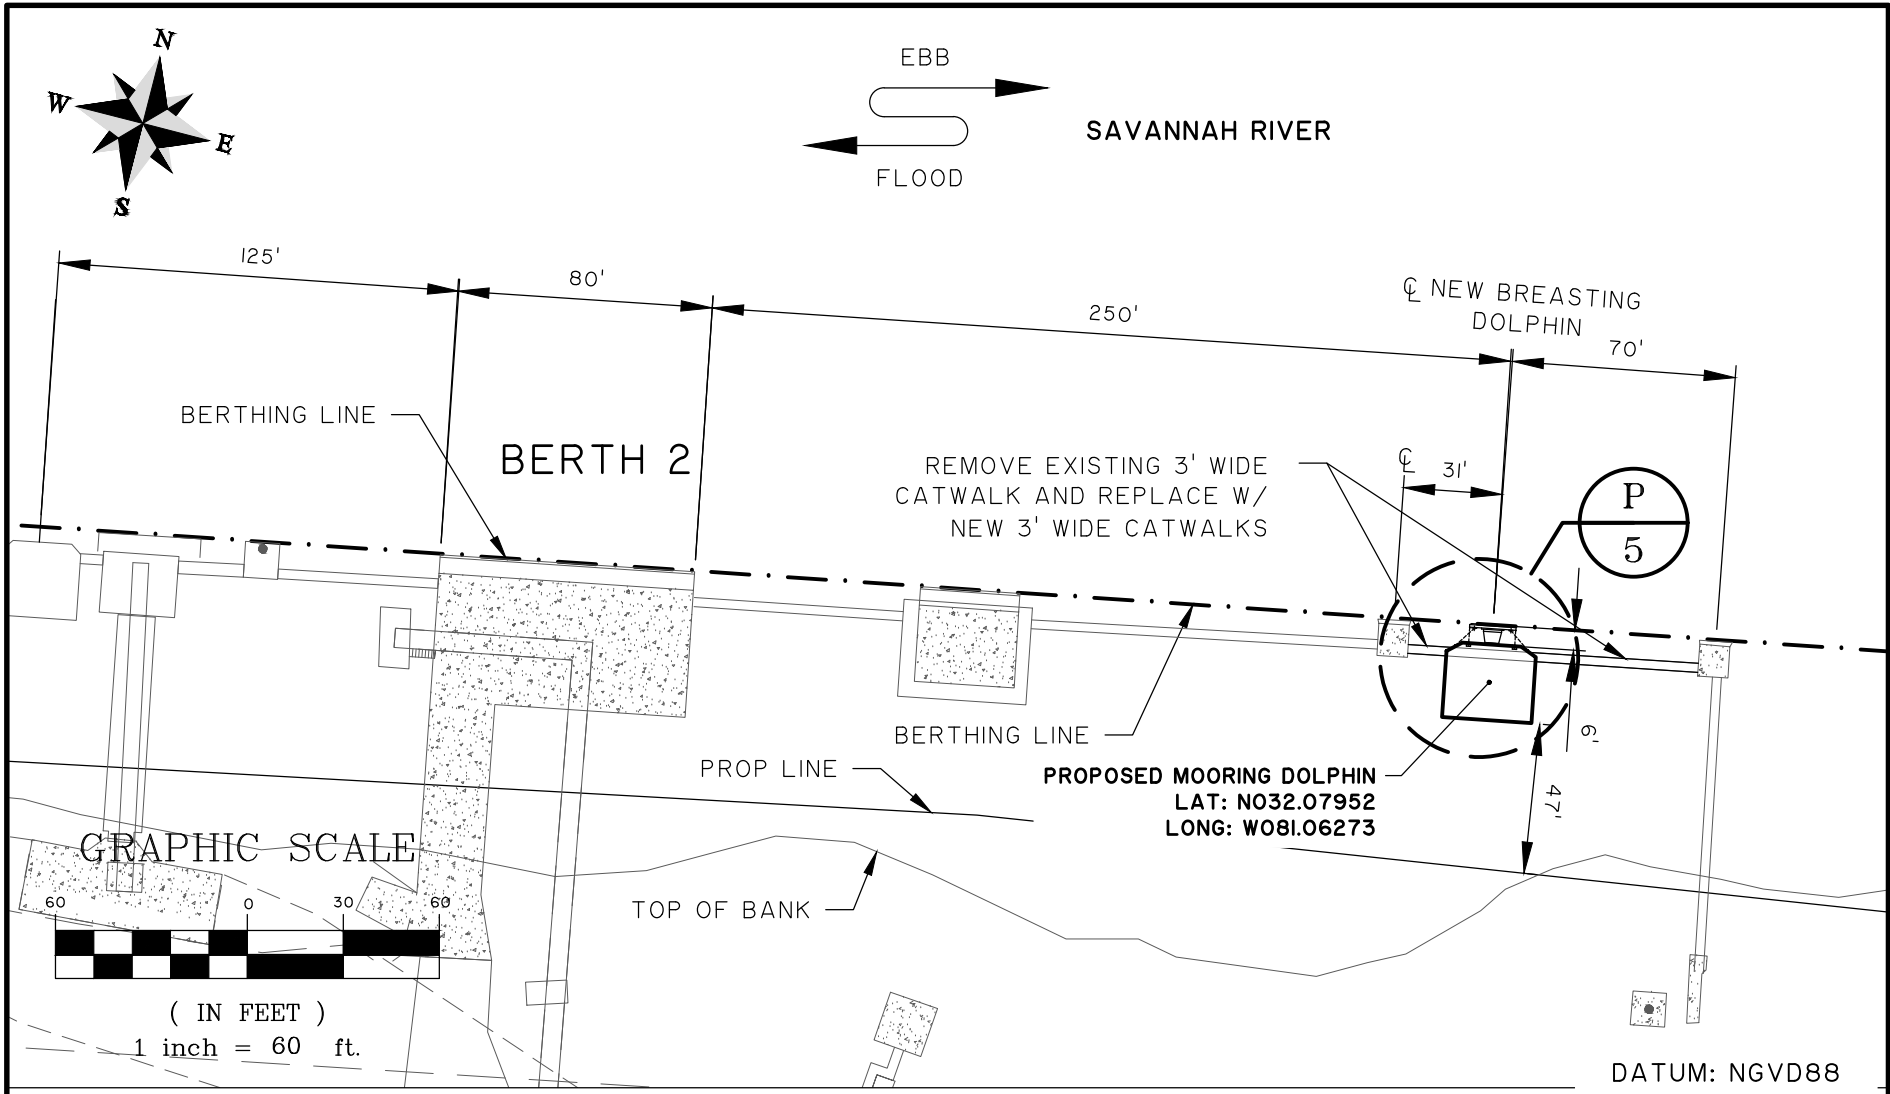 N
W
E
S
EBB
FLOOD
SAVANNAH RIVER
125'
80'
250'
℄ NEW BREASTING
DOLPHIN
70'
BERTHING LINE
BERTH 2
REMOVE EXISTING 3' WIDE
CATWALK AND REPLACE W/
NEW 3' WIDE CATWALKS
℄
31'
P
5
BERTHING LINE
6'
PROP LINE
PROPOSED MOORING DOLPHIN
LAT: N032.07952
LONG: W081.06273
47'
GRAPHIC SCALE
60 0 30 60
TOP OF BANK
( IN FEET )
1 inch = 60 ft.
DATUM: NGVD88